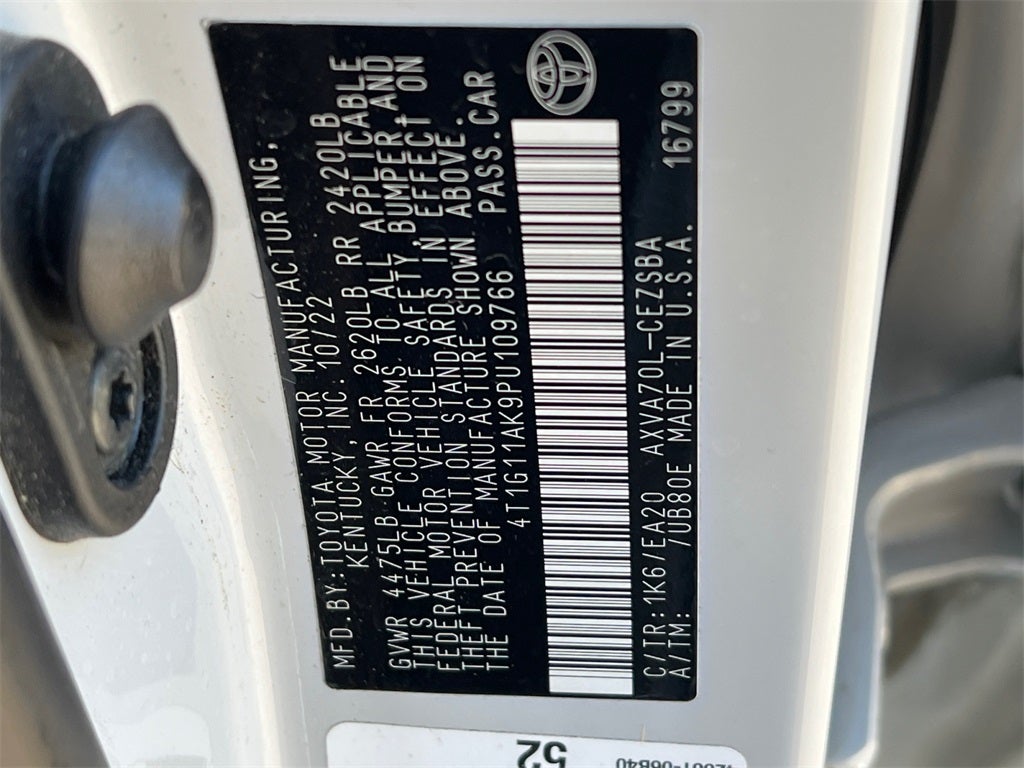 MFD.BY:TOYOTA MOTOR MANUFACTURING,
KENTUCKY, INC. 10/22
GVWR 4475LB GAWR FR 2620LB RR 2420LB
THIS VEHICLE CONFORMS TO ALL APPLICABLE
FEDERAL MOTOR VEHICLE SAFETY, BUMPER, AND
THEFT PREVENTION STANDARDS IN EFFECT ON
THE DATE OF MANUFACTURE SHOWN ABOVE.
4T1G11AK9PU109766 PASS.CAR
C/TR:1K6/EA20 AXVA70L-CEZSBA 16799
A/TM: /UB80E MADE IN U.S.A.
52